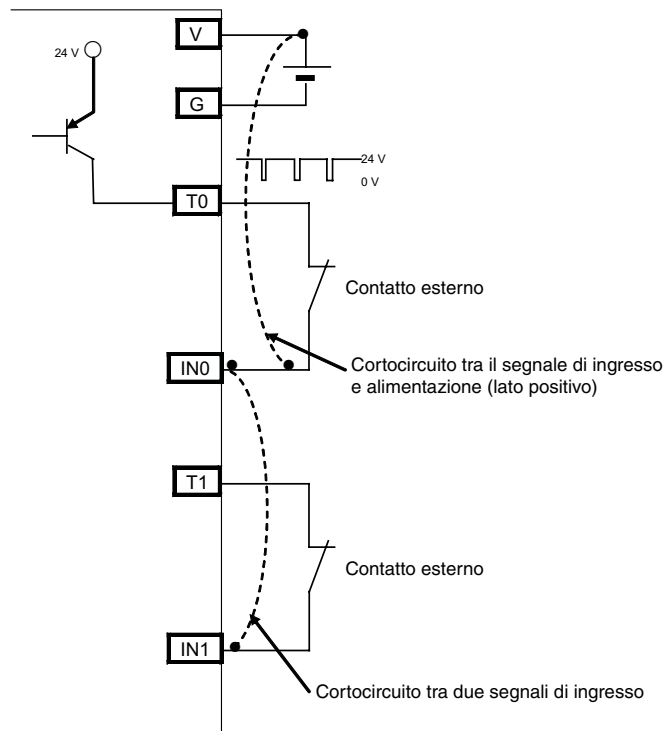 V
24 V
G
24 V
0 V
T0
Contatto esterno
Cortocircuito tra il segnale di ingresso
e alimentazione (lato positivo)
IN0
T1
Contatto esterno
IN1
Cortocircuito tra due segnali di ingresso